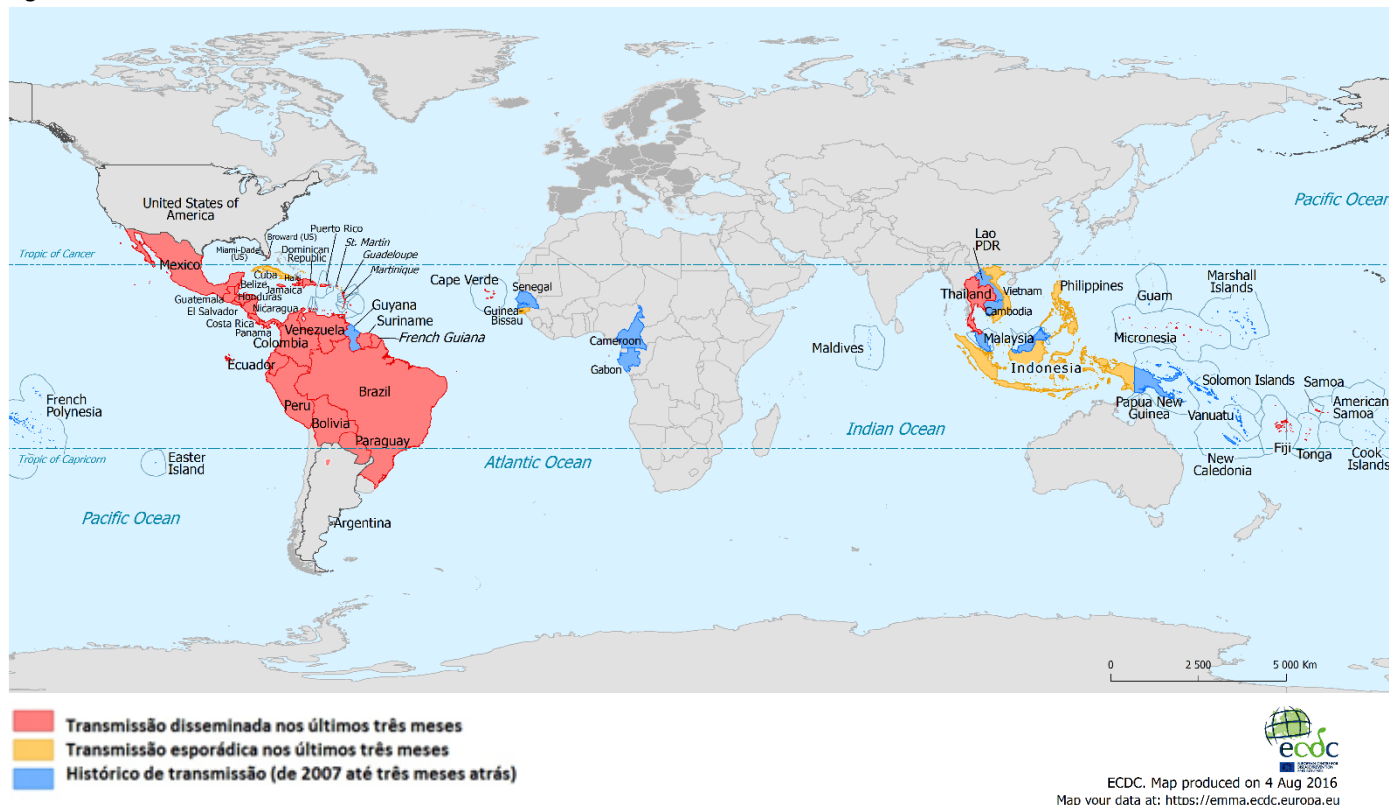 United States of
America
Pacific Ocean
Tropic of Cancer
Broward (US)
Miami-Dade
(US)
Puerto Rico
St. Martin
Dominican
Republic
Guadeloupe
Martinique
Mexico
Cuba
Haiti
Belize
Jamaica
Guatemala
Honduras
El Salvador
Nicaragua
Costa Rica
Panama
Venezuela
Guyana
Suriname
French Guiana
Colombia
Ecuador
Brazil
Peru
Bolivia
Paraguay
Cape Verde
Senegal
Guinea-
Bissau
Cameroon
Gabon
Maldives
Lao
PDR
Thailand
Vietnam
Cambodia
Philippines
Malaysia
Indonesia
Guam
Marshall
Islands
Micronesia
Papua New
Guinea
Solomon Islands
Vanuatu
Samoa
American
Samoa
Fiji
Tonga
New
Caledonia
Cook
Islands
French
Polynesia
Tropic of Capricorn
Easter
Island
Atlantic Ocean
Indian Ocean
Pacific Ocean
Argentina
0 2 500 5 000 Km
Transmissão disseminada nos últimos três meses
Transmissão esporádica nos últimos três meses
Histórico de transmissão (de 2007 até três meses atrás)
ecdc
ECDC. Map produced on 4 Aug 2016
Map your data at: https://emma.ecdc.europa.eu